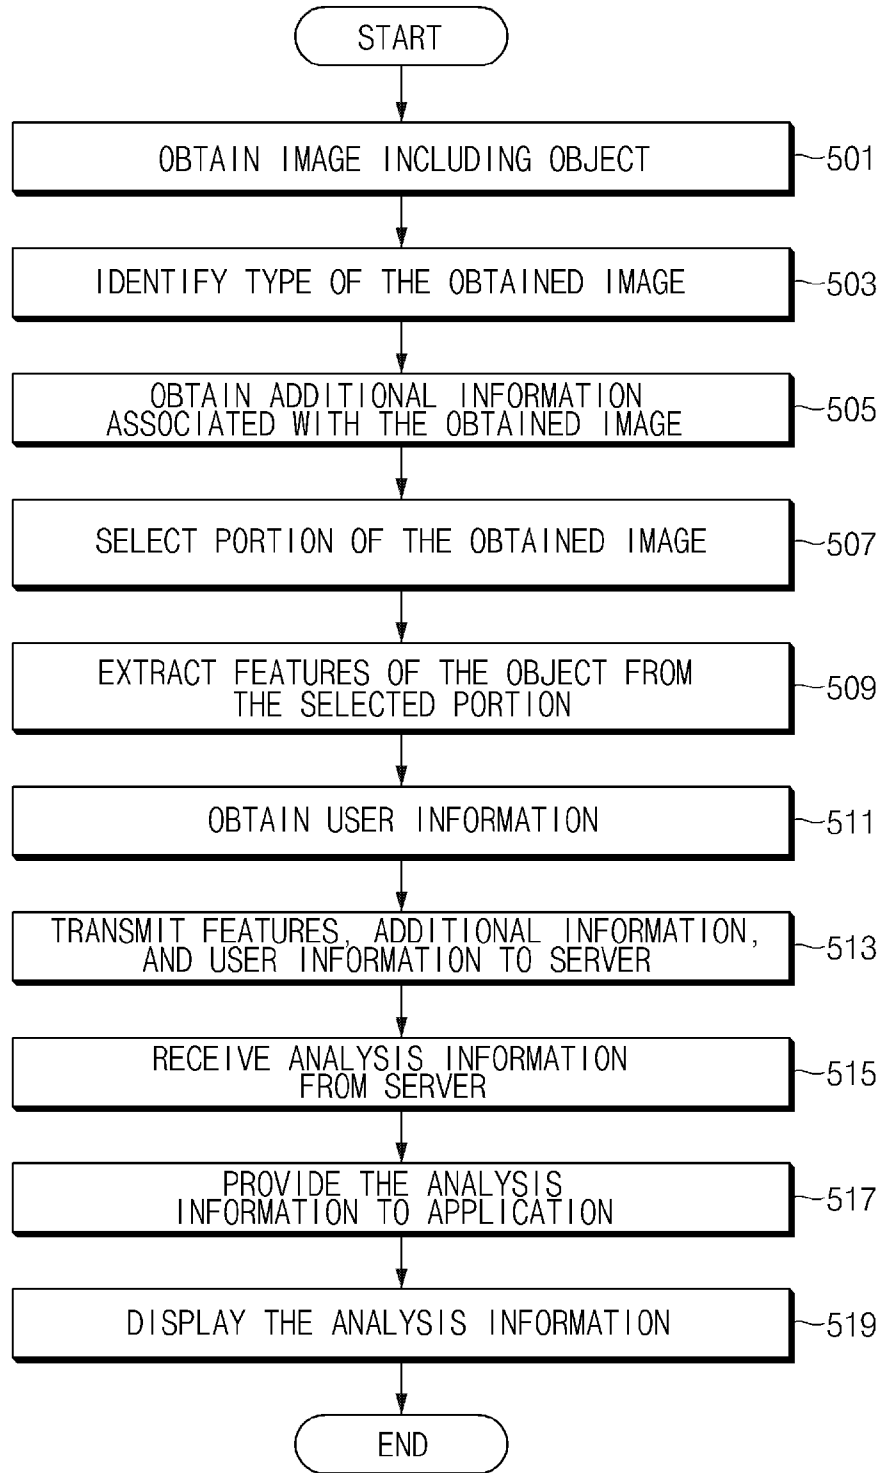 START
OBTAIN IMAGE INCLUDING OBJECT
501
IDENTIFY TYPE OF THE OBTAINED IMAGE
503
OBTAIN ADDITIONAL INFORMATION
ASSOCIATED WITH THE OBTAINED IMAGE
505
SELECT PORTION OF THE OBTAINED IMAGE
507
EXTRACT FEATURES OF THE OBJECT FROM
THE SELECTED PORTION
509
OBTAIN USER INFORMATION
511
TRANSMIT FEATURES, ADDITIONAL INFORMATION,
AND USER INFORMATION TO SERVER
513
RECEIVE ANALYSIS INFORMATION
FROM SERVER
515
PROVIDE THE ANALYSIS
INFORMATION TO APPLICATION
517
DISPLAY THE ANALYSIS INFORMATION
519
END